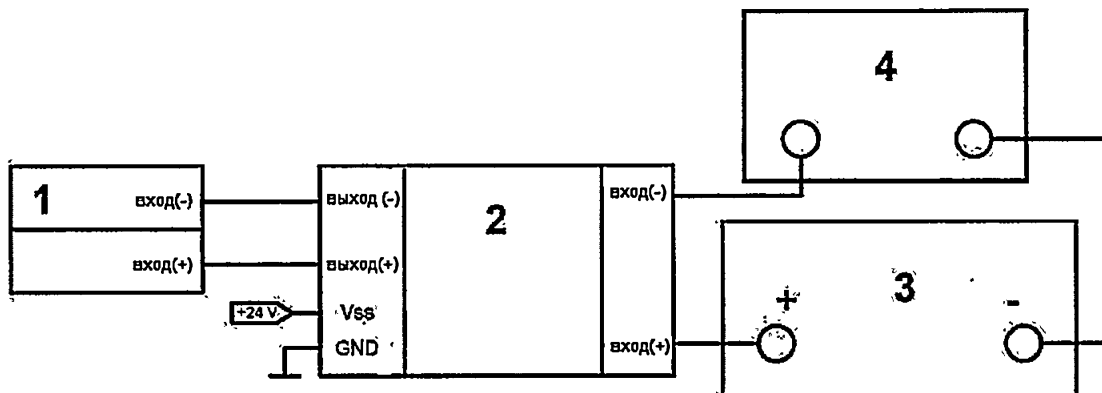 4
1
вход(-)
вход(+)
выход (-)
выход(+)
+24 V
Vss
GND
2
вход(-)
вход(+)
3
+
-